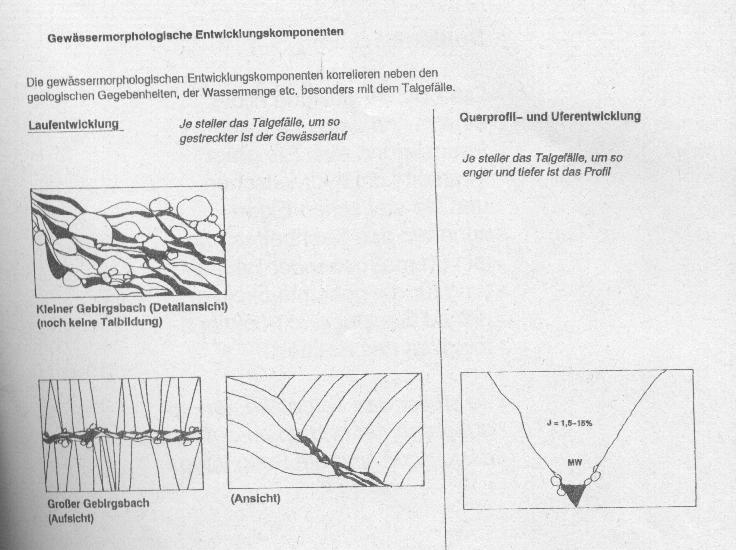 Gewässermorphologische Entwicklungskomponenten
Die gewässermorphologischen Entwicklungskomponenten korrelieren neben den
geologischen Gegebenheiten, der Wassermenge etc. besonders mit dem Talgefälle.
Laufentwicklung
Je steiler das Talgefälle, um so
gestreckter ist der Gewässerlauf
Querprofil- und Uferentwicklung
Je steiler das Talgefälle, um so
enger und tiefer ist das Profil
Kleiner Gebirgsbach (Detailansicht)
(noch keine Talbildung)
Großer Gebirgsbach
(Aufsicht)
(Ansicht)
J = 1,5-15%
MW